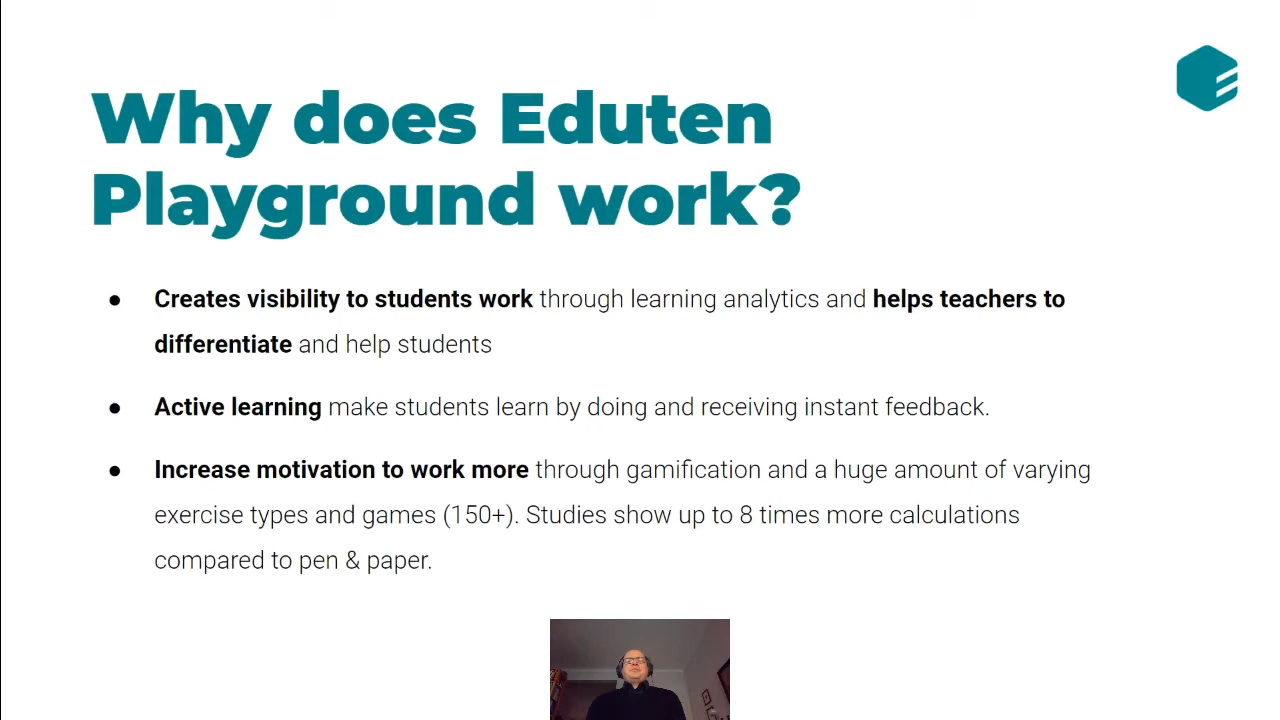 Why does Eduten
Playground work?
● Creates visibility to students work through learning analytics and helps teachers to
differentiate and help students
● Active learning make students learn by doing and receiving instant feedback.
● Increase motivation to work more through gamification and a huge amount of varying
exercise types and games (150+). Studies show up to 8 times more calculations
compared to pen & paper.